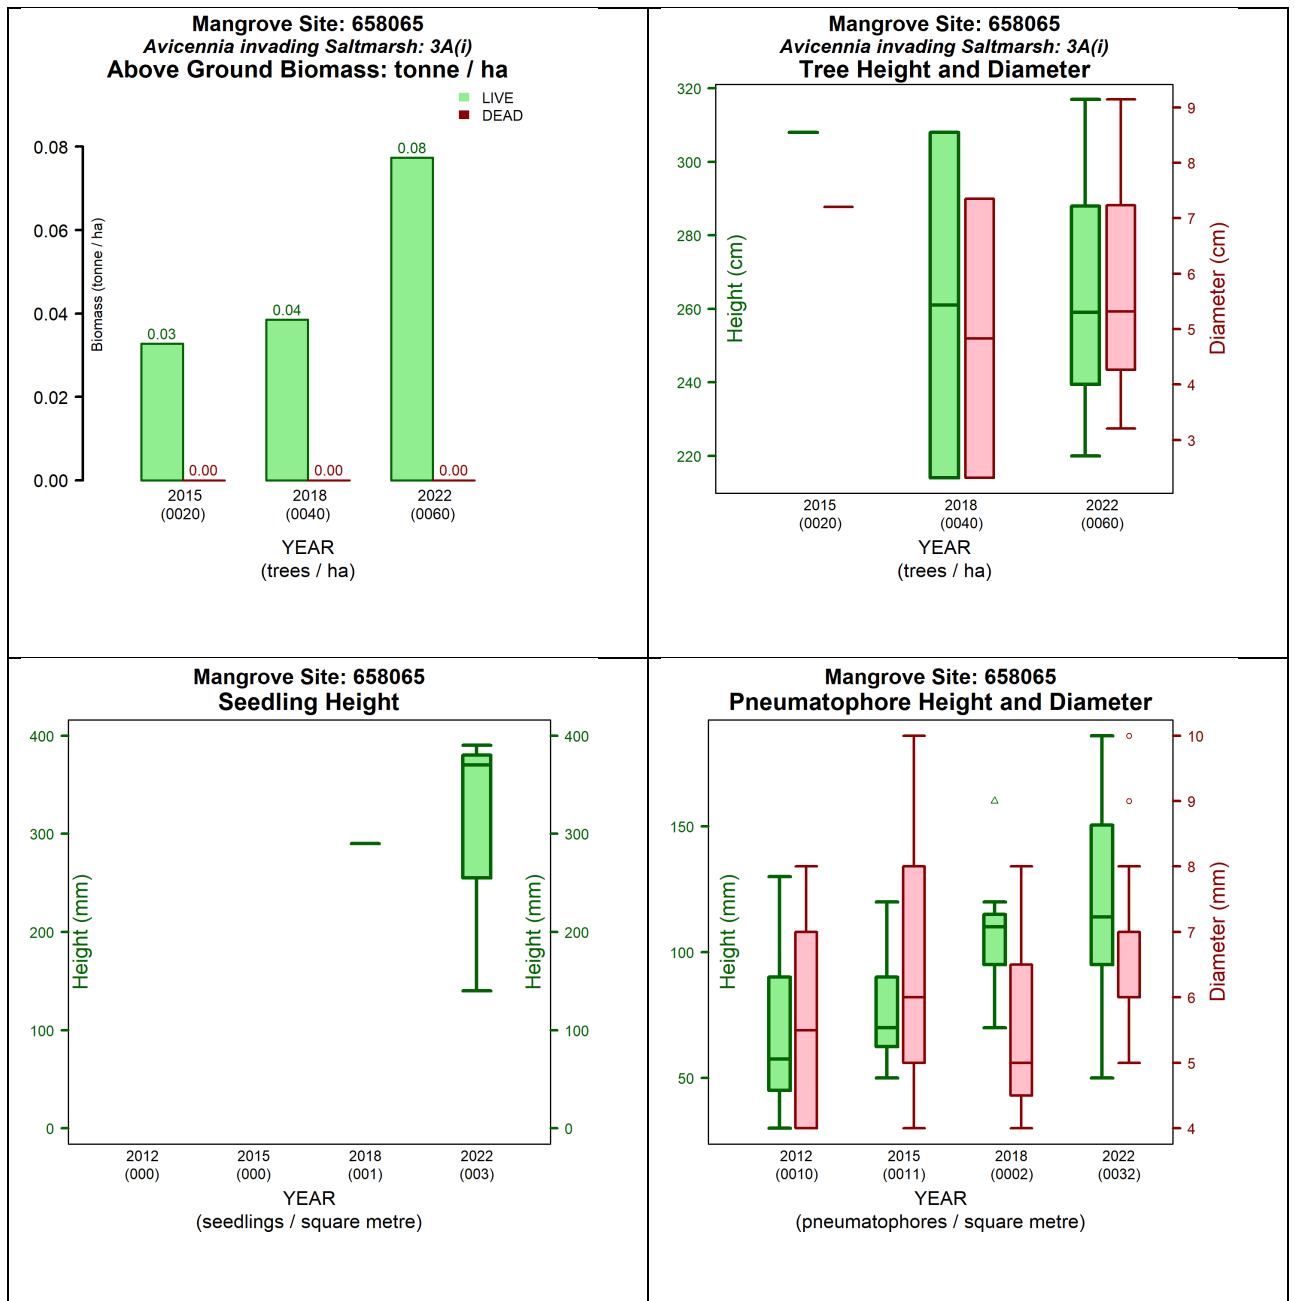 Mangrove Site: 658065
Avicennia invading Saltmarsh: 3A(i)
Above Ground Biomass: tonne / ha
LIVE
DEAD
Biomass (tonne / ha)
0.08
0.06
0.04
0.02
0.00
0.03
0.00
0.04
0.00
0.08
0.00
2015 2018 2022
(0020) (0040) (0060)
YEAR
(trees / ha)
Mangrove Site: 658065
Avicennia invading Saltmarsh: 3A(i)
Tree Height and Diameter
Height (cm)
320
300
280
260
240
220
Diameter (cm)
9
8
7
6
5
4
3
2015 2018 2022
(0020) (0040) (0060)
YEAR
(trees / ha)
Mangrove Site: 658065
Seedling Height
Height (mm)
400
300
200
100
0
Height (mm)
400
300
200
100
0
2012 2015 2018 2022
(000) (000) (001) (003)
YEAR
(seedlings / square metre)
Mangrove Site: 658065
Pneumatophore Height and Diameter
Height (mm)
150
100
50
Diameter (mm)
10
9
8
7
6
5
4
2012 2015 2018 2022
(0010) (0011) (0002) (0032)
YEAR
(pneumatophores / square metre)